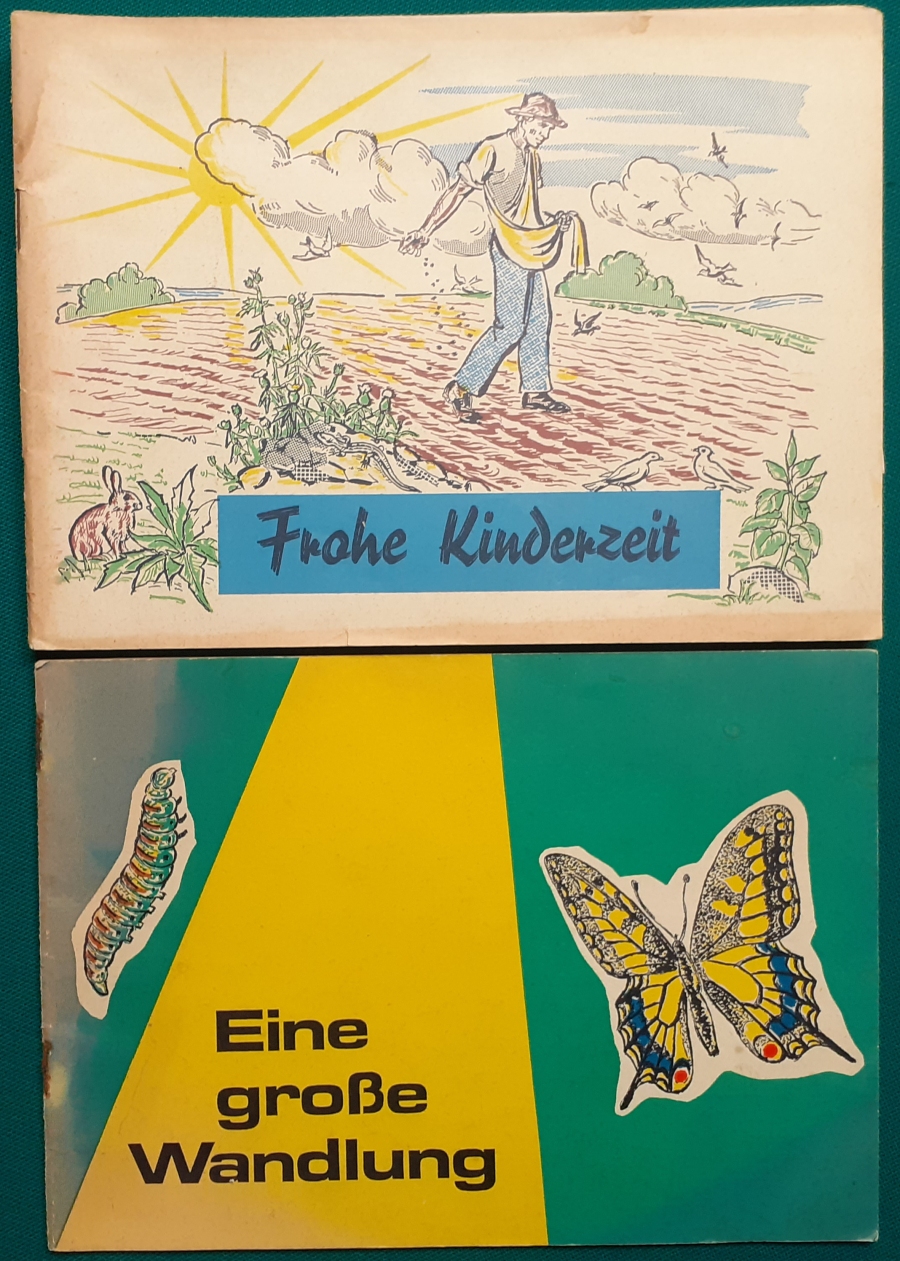 Frohe Kinderzeit
Eine
große
Wandlung